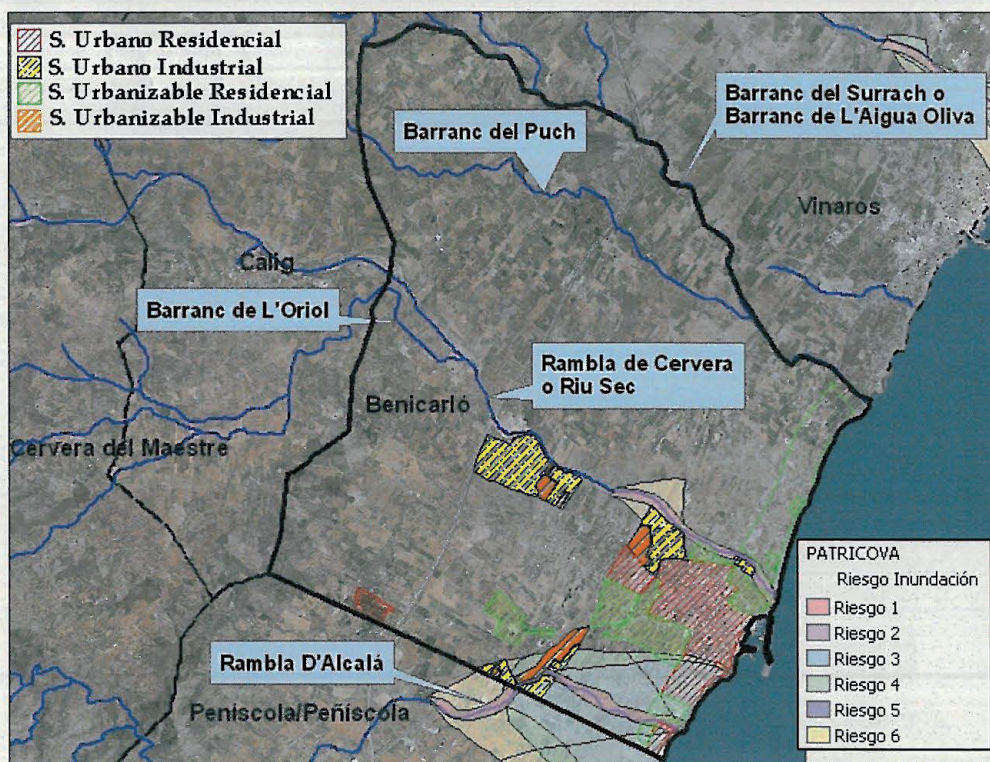 S. Urbano Residencial
S. Urbano Industrial
S. Urbanizable Residencial
S. Urbanizable Industrial
Barranc del Puch
Barranc del Surrach o
Barranc de L'Aigua Oliva
Vinaros
Calig
Barranc de L'Oriol
Rambla de Cervera
o Riu Sec
Benicarló
Cervera del Maestre
Rambla D'Alcalá
Peniscola/Peñíscola
PATRICOVA
Riesgo Inundación
Riesgo 1
Riesgo 2
Riesgo 3
Riesgo 4
Riesgo 5
Riesgo 6